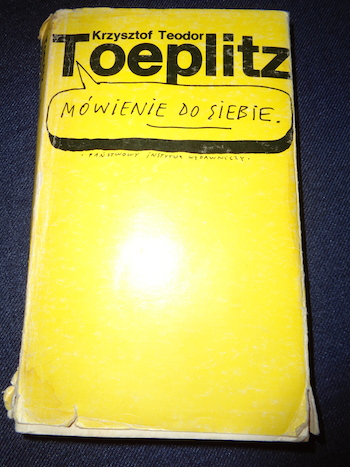 Krzysztof Teodor
Toeplitz
MÓWIENIE DO SIEBIE.
· PAŃSTWOWY INSTYTUT WYDAWNICZY ·